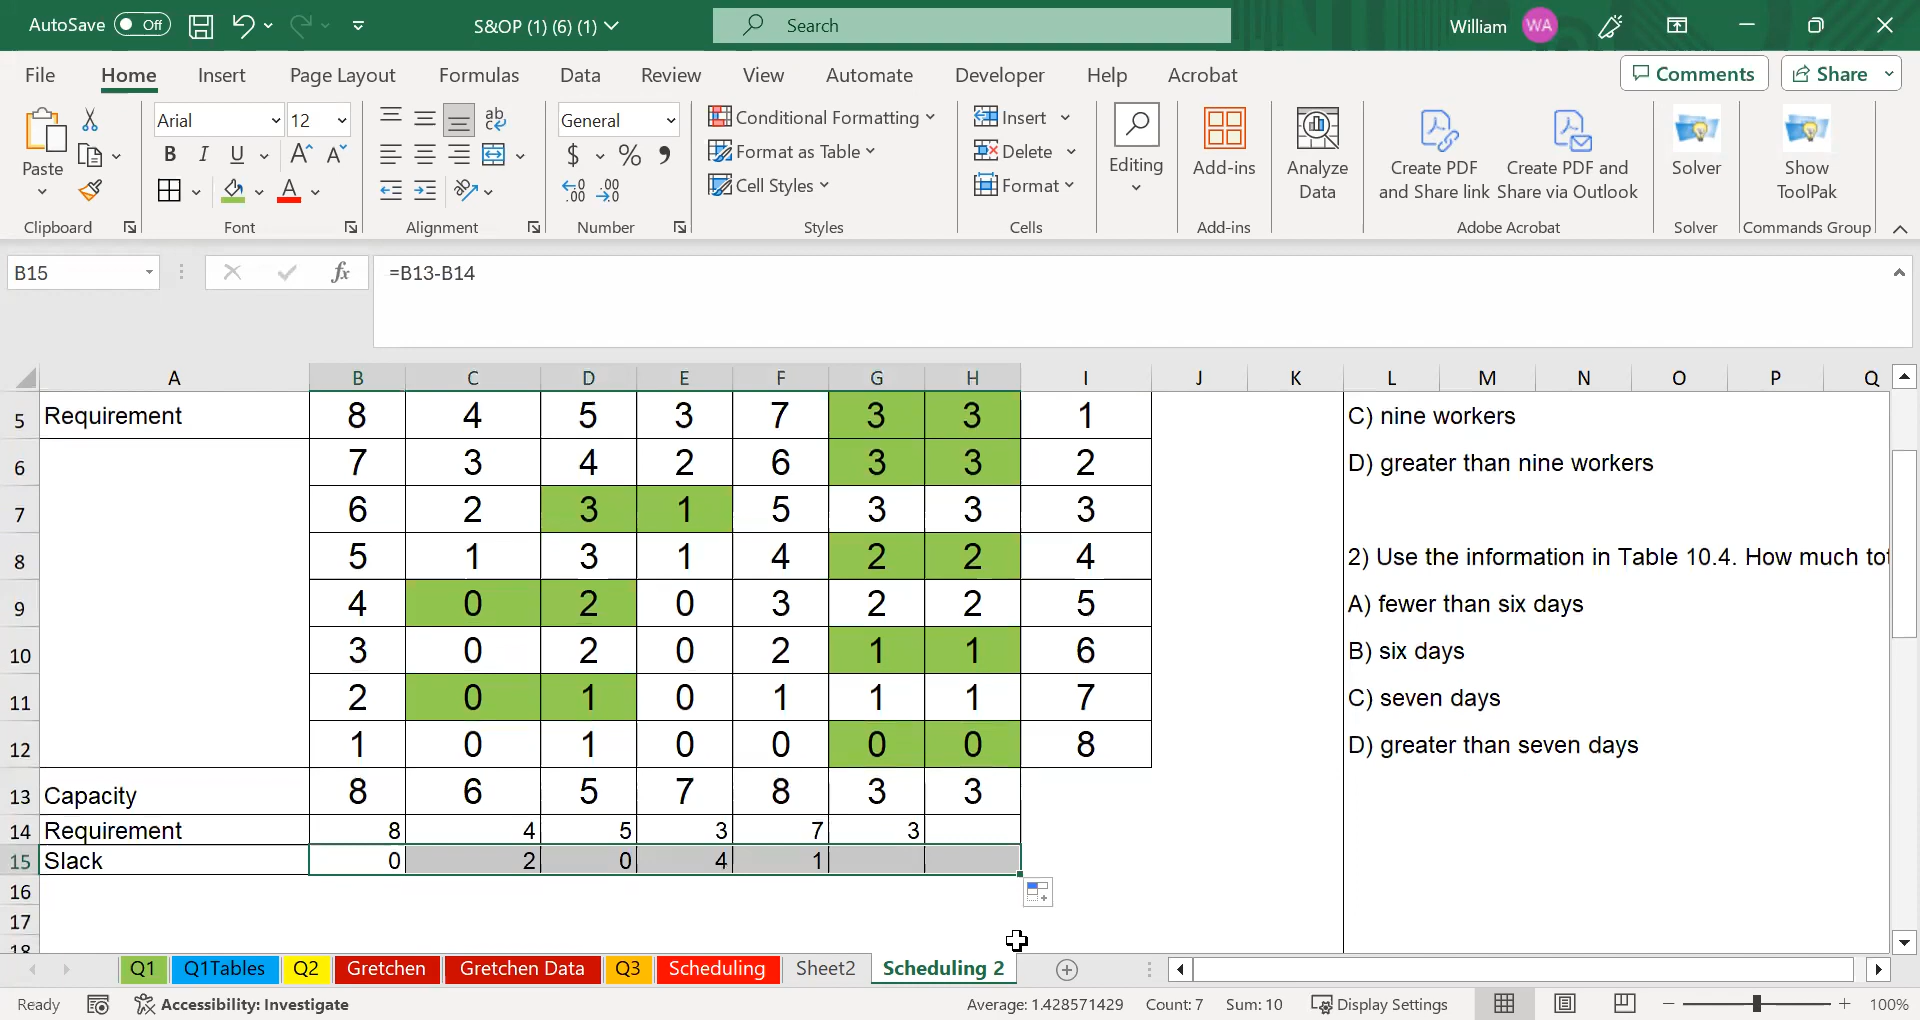 AutoSave Off S&OP (1) (6) (1) Search William WA
File Home Insert Page Layout Formulas Data Review View Automate Developer Help Acrobat Comments Share
Paste Arial 12 ab General Conditional Formatting Insert
B I U A A $ % 9 Format as Table Delete Editing Add-ins Analyze Data Create PDF and Share link Create PDF and Share via Outlook Solver Show ToolPak
A Cell Styles Format
Clipboard Font Alignment Number Styles Cells Add-ins Adobe Acrobat Solver Commands Group
B15 fx =B13-B14
A B C D E F G H I J K L M N O P Q
5 Requirement 8 4 5 3 7 3 3 1 C) nine workers
6 7 3 4 2 6 3 3 2 D) greater than nine workers
7 6 2 3 1 5 3 3 3
8 5 1 3 1 4 2 2 4 2) Use the information in Table 10.4. How much tot
9 4 0 2 0 3 2 2 5 A) fewer than six days
10 3 0 2 0 2 1 1 6 B) six days
11 2 0 1 0 1 1 1 7 C) seven days
12 1 0 1 0 0 0 0 8 D) greater than seven days
13 Capacity 8 6 5 7 8 3 3
14 Requirement 8 4 5 3 7 3
15 Slack 0 2 0 4 1
16
17
18
Q1 Q1Tables Q2 Gretchen Gretchen Data Q3 Scheduling Sheet2 Scheduling 2
Ready Accessibility: Investigate Average: 1.428571429 Count: 7 Sum: 10 Display Settings 100%